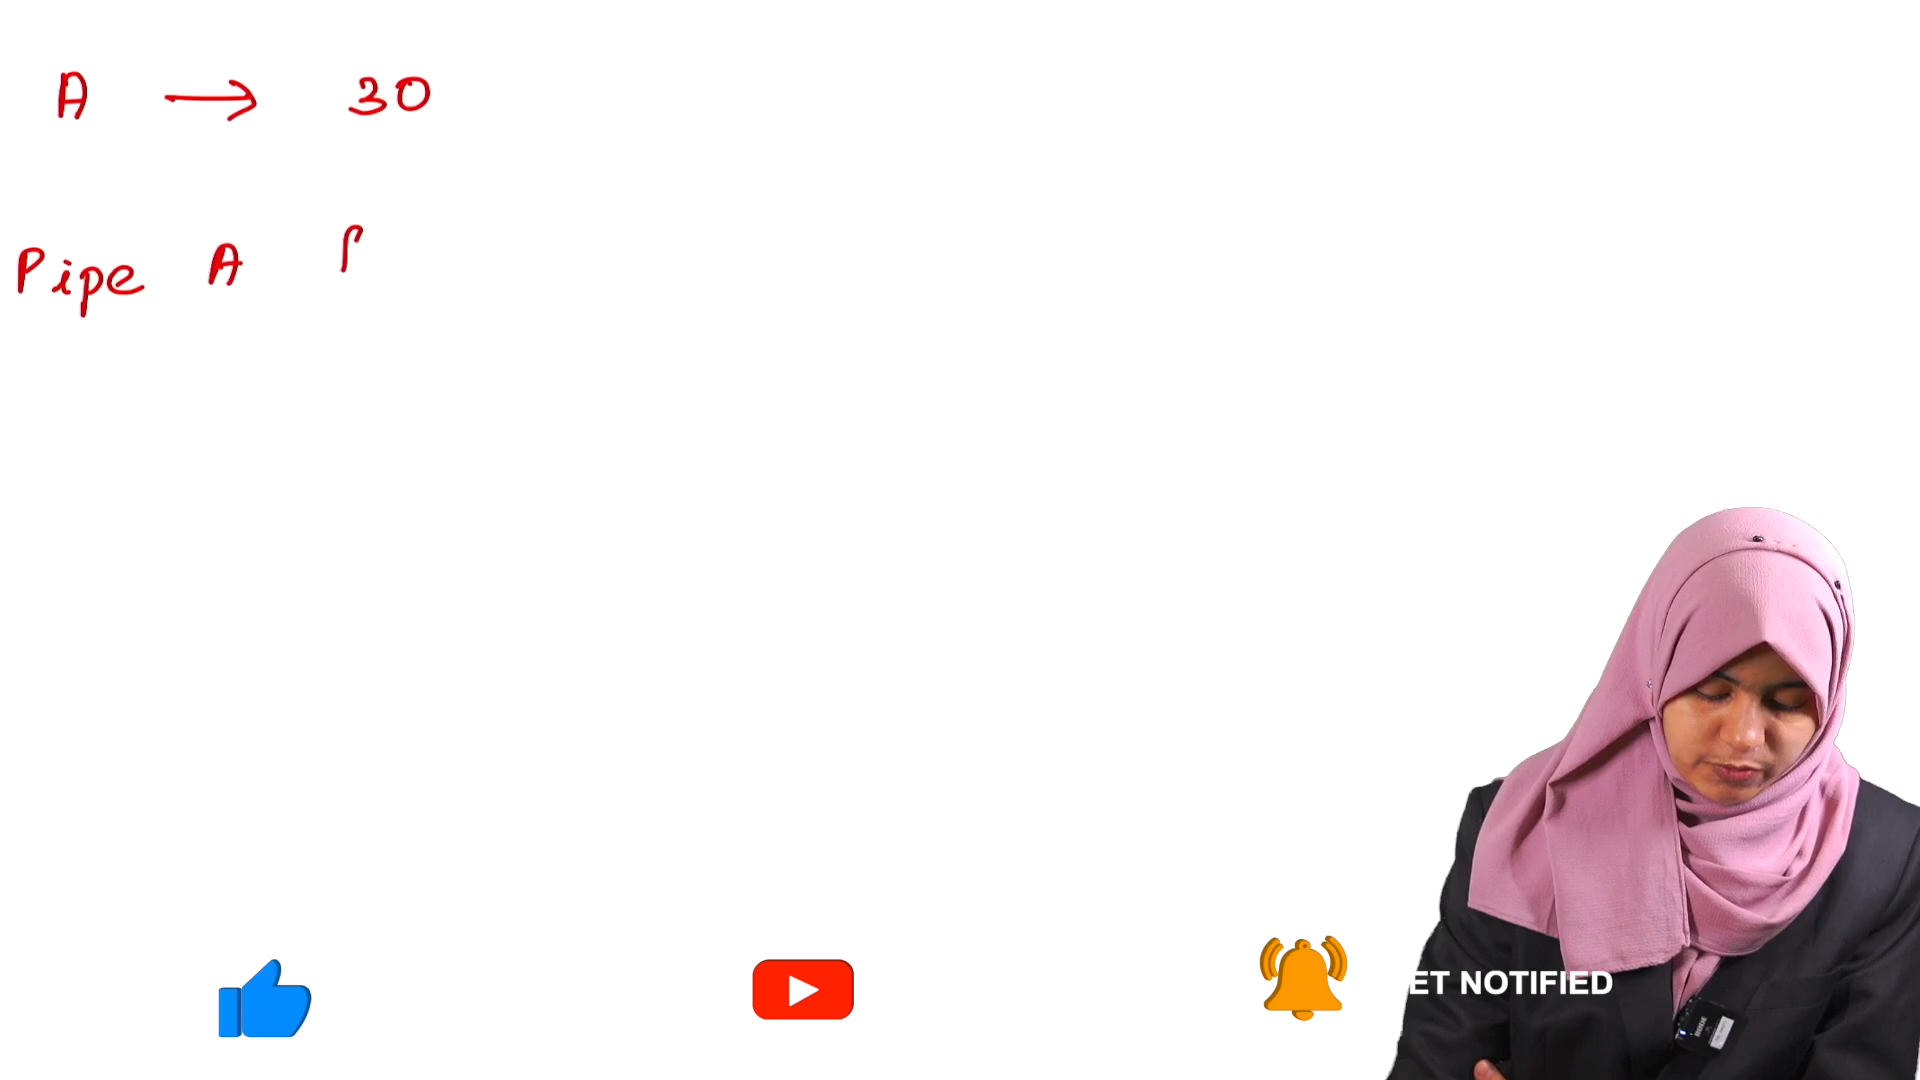 A → 30
Pipe A
ET NOTIFIED